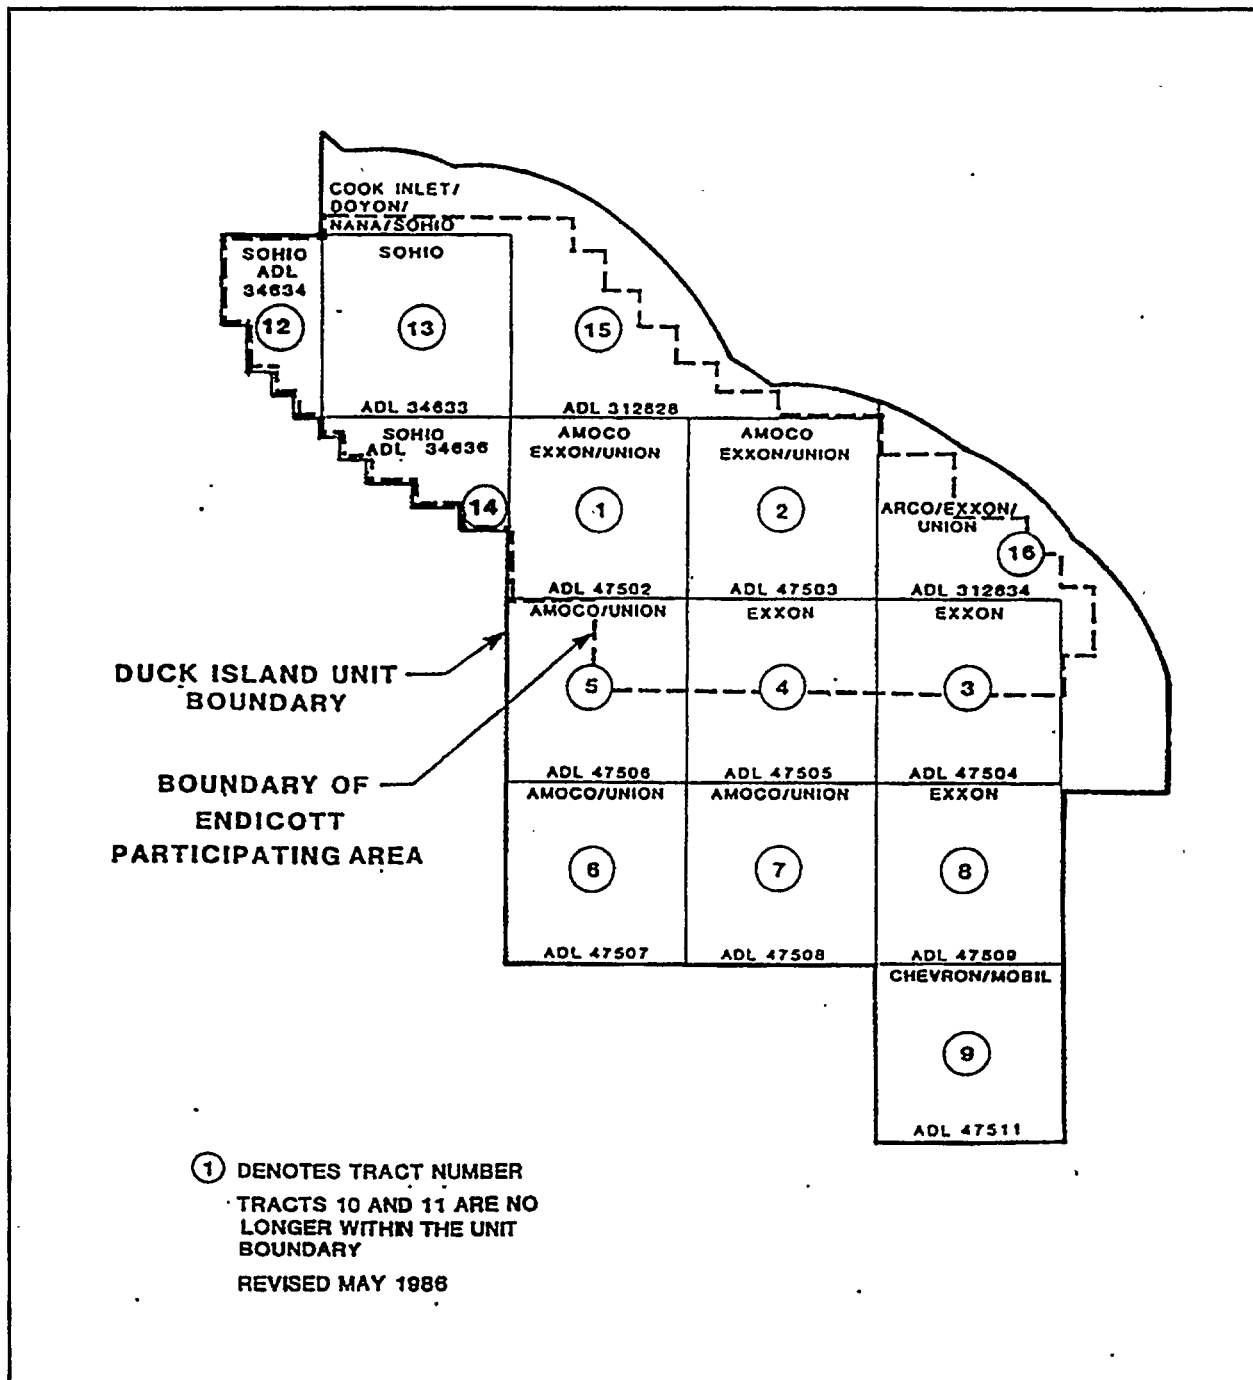 COOK INLET/
DOYON/
NANA/SOHIO
SOHIO
ADL
34634
12
SOHIO
13
ADL 34633
15
ADL 312828
SOHIO
ADL 34636
14
AMOCO
EXXON/UNION
1
ADL 47502
AMOCO
EXXON/UNION
2
ADL 47503
ARCO/EXXON/
UNION
16
ADL 312834
AMOCO/UNION
5
ADL 47506
EXXON
4
ADL 47505
EXXON
3
ADL 47504
DUCK ISLAND UNIT
BOUNDARY
BOUNDARY OF
ENDICOTT
PARTICIPATING AREA
AMOCO/UNION
6
ADL 47507
AMOCO/UNION
7
ADL 47508
EXXON
8
ADL 47509
CHEVRON/MOBIL
9
ADL 47511
1 DENOTES TRACT NUMBER
TRACTS 10 AND 11 ARE NO
LONGER WITHIN THE UNIT
BOUNDARY
REVISED MAY 1986